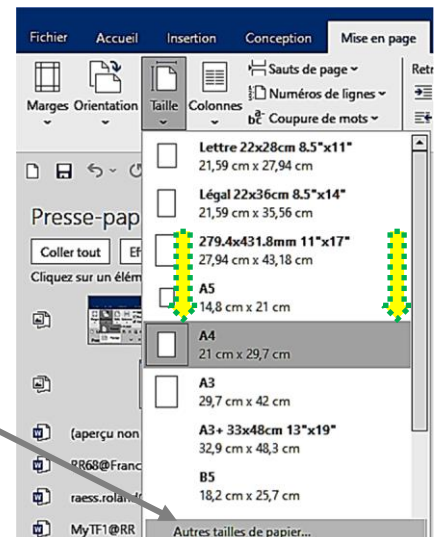 Fichier Accueil Insertion Conception Mise en page
Marges Orientation Taille Colonnes
Sauts de page
Numéros de lignes
Coupure de mots
Retr
Lettre 22x28cm 8.5"x11"
21,59 cm x 27,94 cm
Légal 22x36cm 8.5"x14"
21,59 cm x 35,56 cm
279.4x431.8mm 11"x17"
27,94 cm x 43,18 cm
A5
14,8 cm x 21 cm
A4
21 cm x 29,7 cm
A3
29,7 cm x 42 cm
A3+ 33x48cm 13"x19"
32,9 cm x 48,3 cm
B5
18,2 cm x 25,7 cm
Autres tailles de papier...
Presse-pap
Coller tout Ef
Cliquez sur un élém
(aperçu non
RR68@Franc
raess.roland
MyTF1@RR